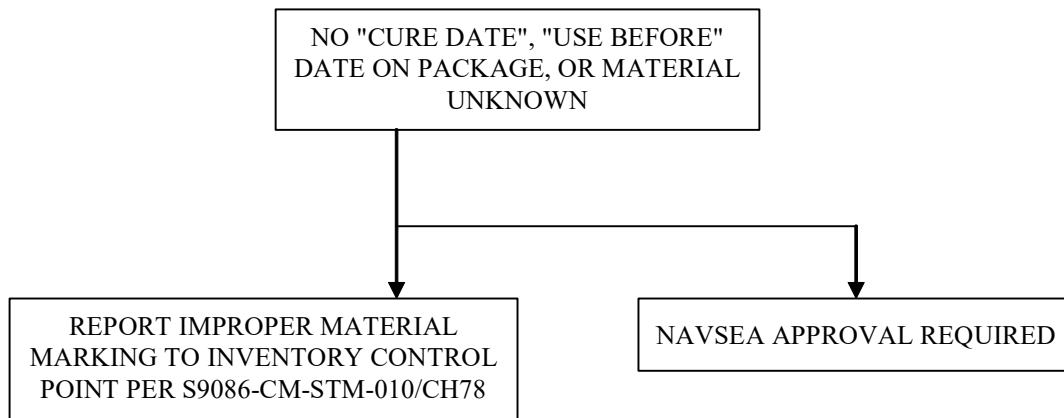 NO "CURE DATE", "USE BEFORE"
DATE ON PACKAGE, OR MATERIAL
UNKNOWN
REPORT IMPROPER MATERIAL
MARKING TO INVENTORY CONTROL
POINT PER S9086-CM-STM-010/CH78
NAVSEA APPROVAL REQUIRED